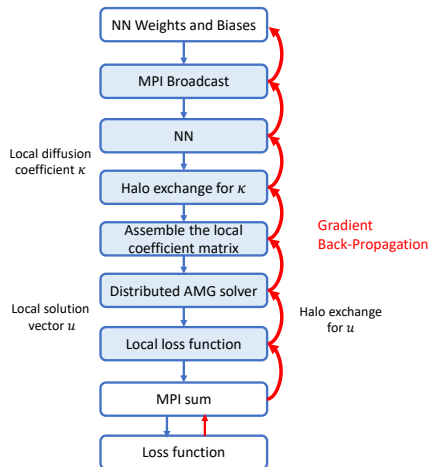 NN Weights and Biases
MPI Broadcast
NN
Local diffusion
coefficient κ
Halo exchange for κ
Assemble the local
coefficient matrix
Gradient
Back-Propagation
Distributed AMG solver
Local solution
vector u
Halo exchange
for u
Local loss function
MPI sum
Loss function